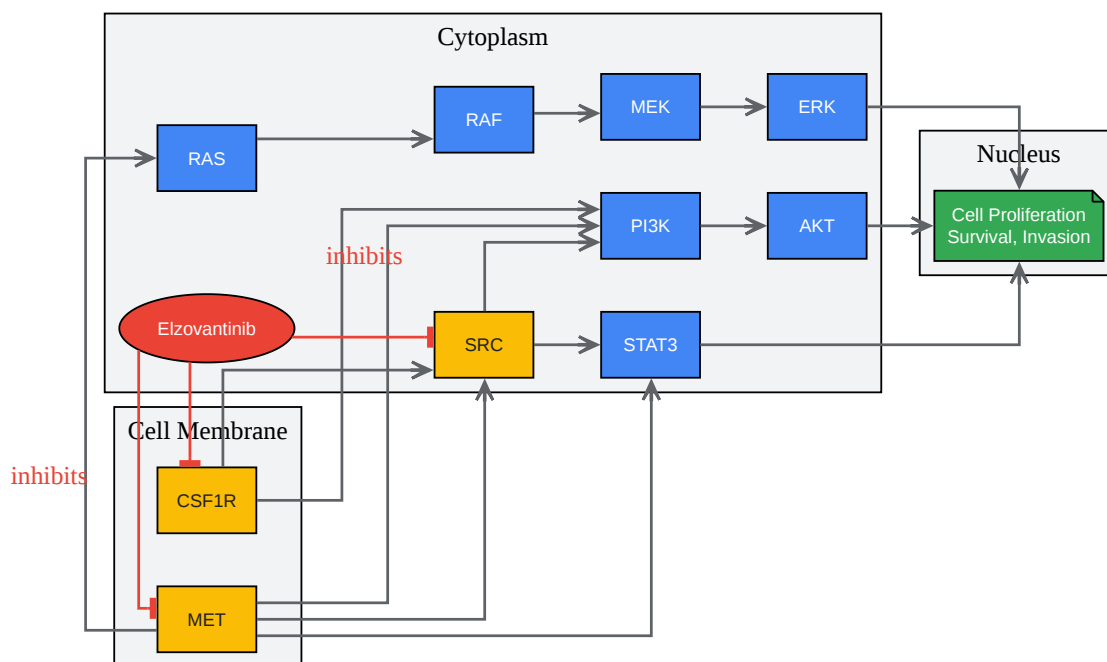 Cytoplasm
MEK
ERK
RAF
RAS
Nucleus
Cell Proliferation
Survival, Invasion
PI3K
AKT
inhibits
Elzovantinib
SRC
STAT3
Cell Membrane
inhibits
CSF1R
MET